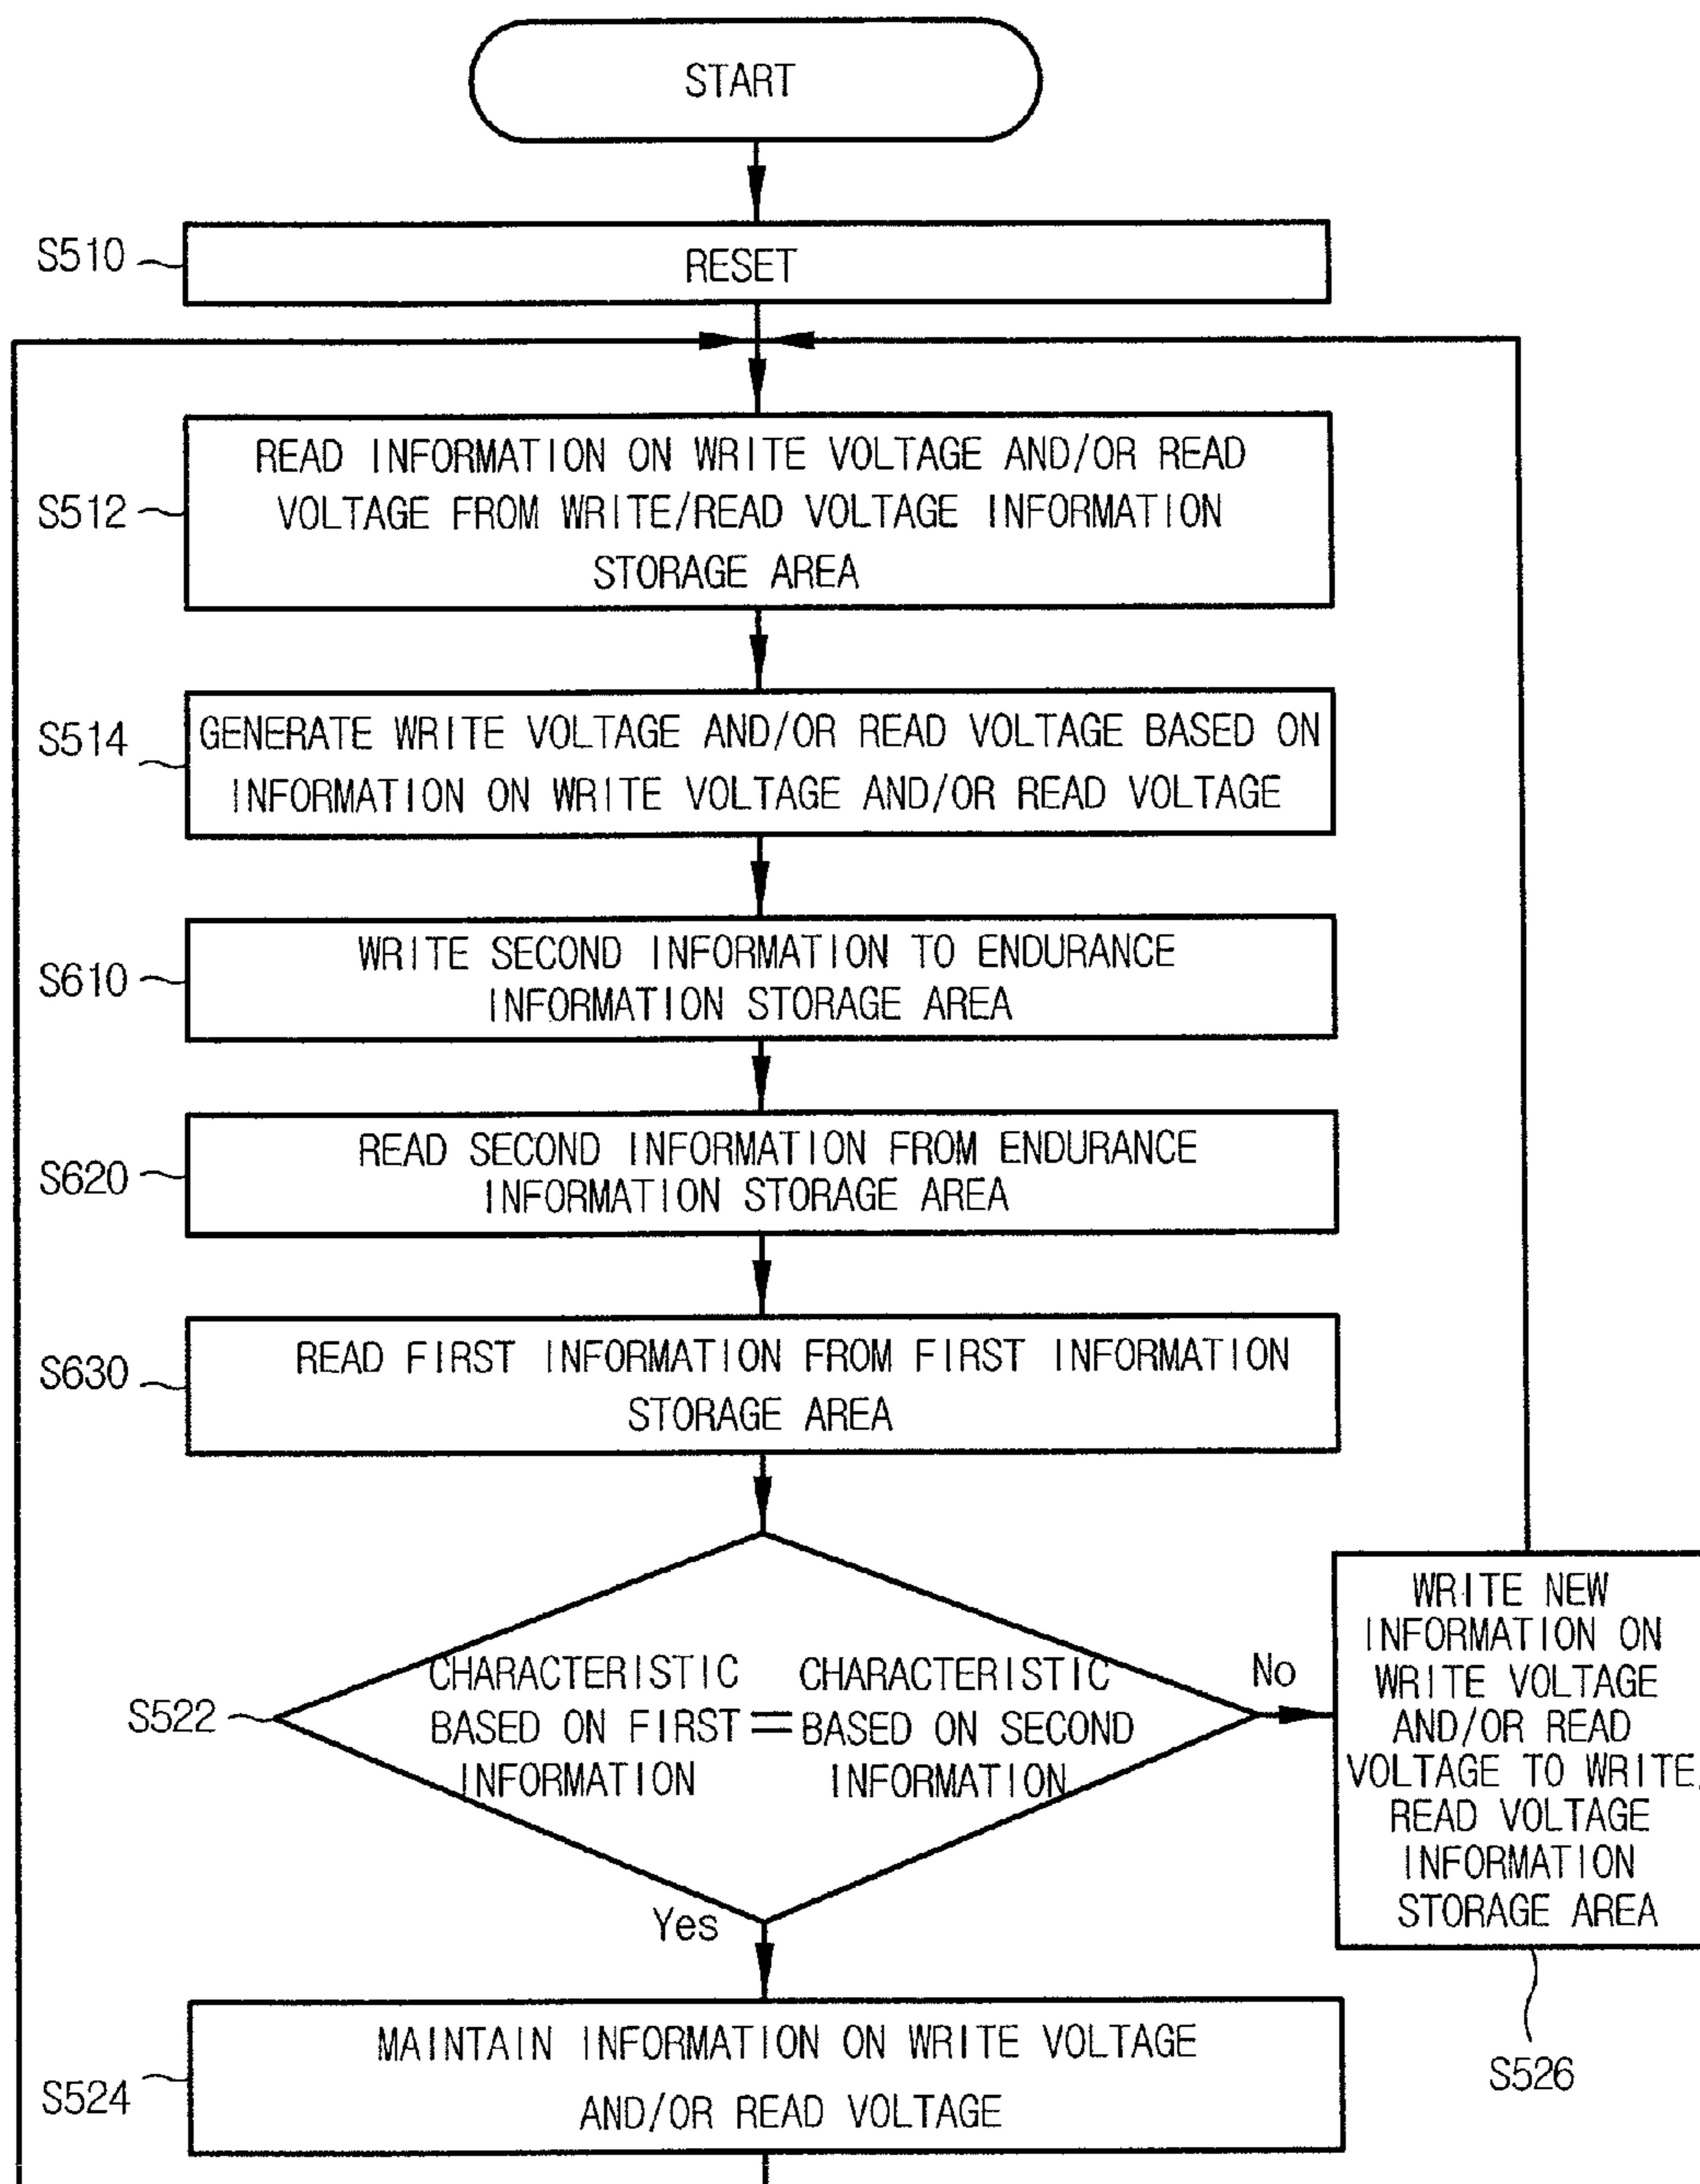 START
S510
RESET
S512
READ INFORMATION ON WRITE VOLTAGE AND/OR READ
VOLTAGE FROM WRITE/READ VOLTAGE INFORMATION
STORAGE AREA
S514
GENERATE WRITE VOLTAGE AND/OR READ VOLTAGE BASED ON
INFORMATION ON WRITE VOLTAGE AND/OR READ VOLTAGE
S610
WRITE SECOND INFORMATION TO ENDURANCE
INFORMATION STORAGE AREA
S620
READ SECOND INFORMATION FROM ENDURANCE
INFORMATION STORAGE AREA
S630
READ FIRST INFORMATION FROM FIRST INFORMATION
STORAGE AREA
S522
CHARACTERISTIC CHARACTERISTIC
BASED ON FIRST = BASED ON SECOND
INFORMATION INFORMATION
No
Yes
WRITE NEW
INFORMATION ON
WRITE VOLTAGE
AND/OR READ
VOLTAGE TO WRITE
READ VOLTAGE
INFORMATION
STORAGE AREA
S526
S524
MAINTAIN INFORMATION ON WRITE VOLTAGE
AND/OR READ VOLTAGE